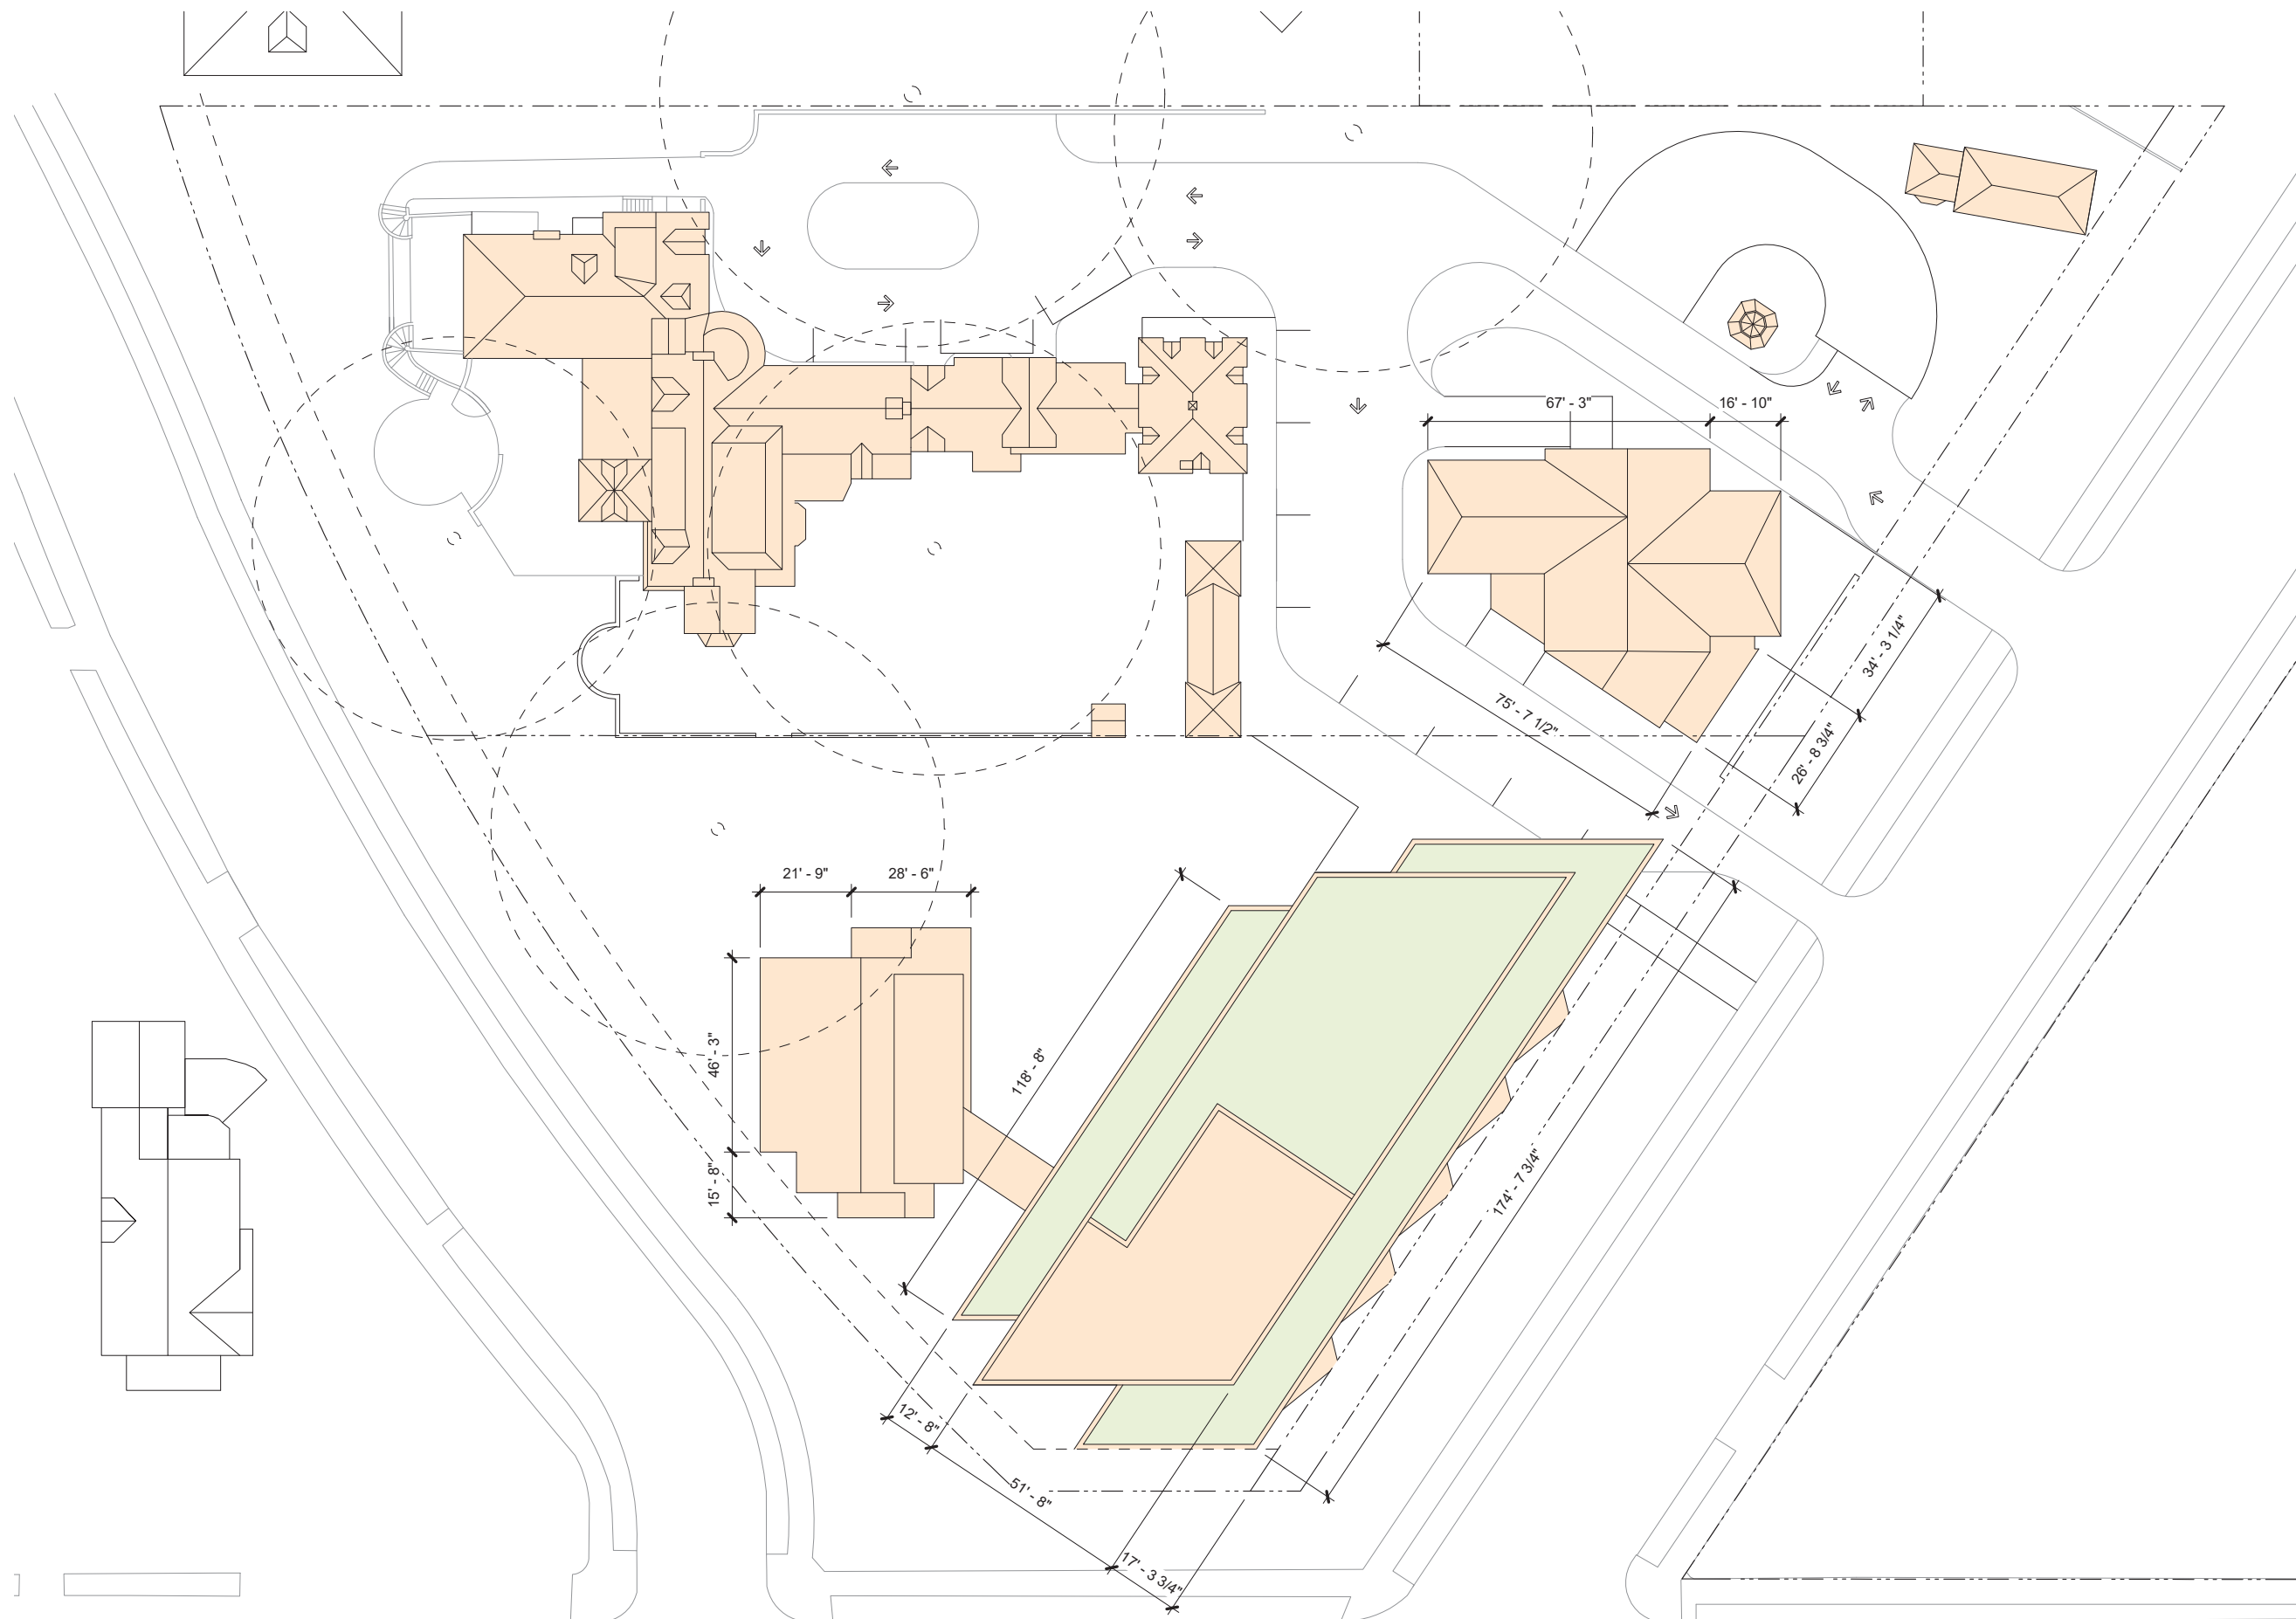 67' - 3"
16' - 10"
34' - 3 1/4"
75' - 7 1/2"
26' - 8 3/4"
21' - 9"
28' - 6"
46' - 3"
118' - 8"
15' - 8"
174' - 7 3/4"
12' - 8"
51' - 8"
17' - 3 3/4"